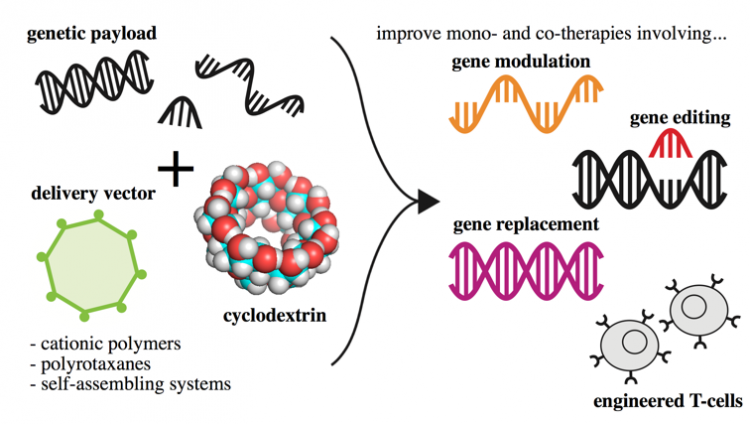 genetic payload
delivery vector
cyclodextrin
- cationic polymers
- polyrotaxanes
- self-assembling systems
improve mono- and co-therapies involving...
gene modulation
gene editing
gene replacement
engineered T-cells